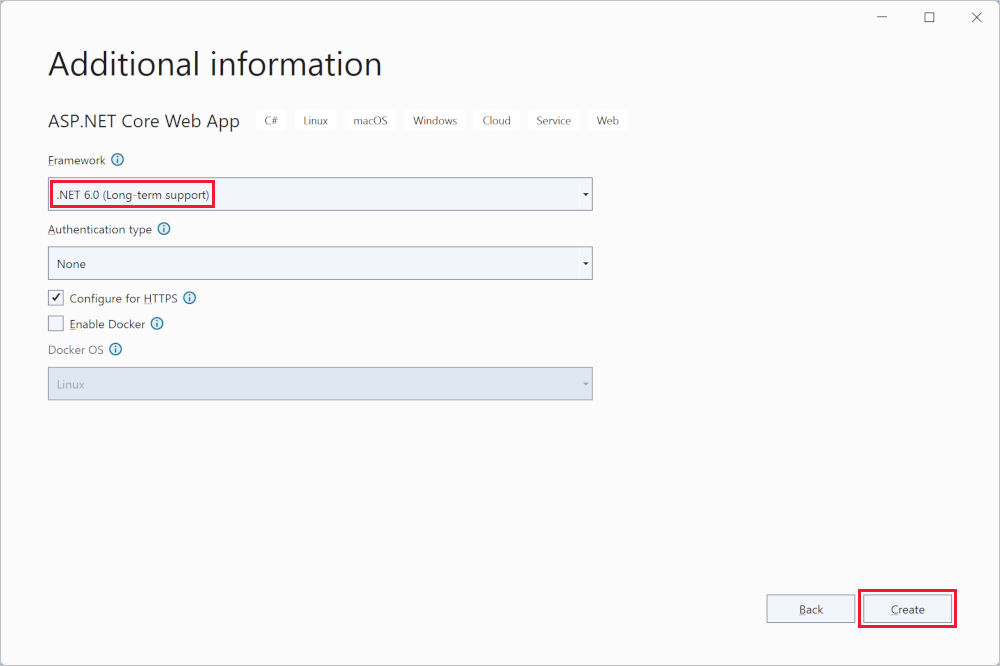 Additional information
ASP.NET Core Web App C# Linux macOS Windows Cloud Service Web
Framework
.NET 6.0 (Long-term support)
Authentication type
None
Configure for HTTPS
Enable Docker
Docker OS
Linux
Back Create